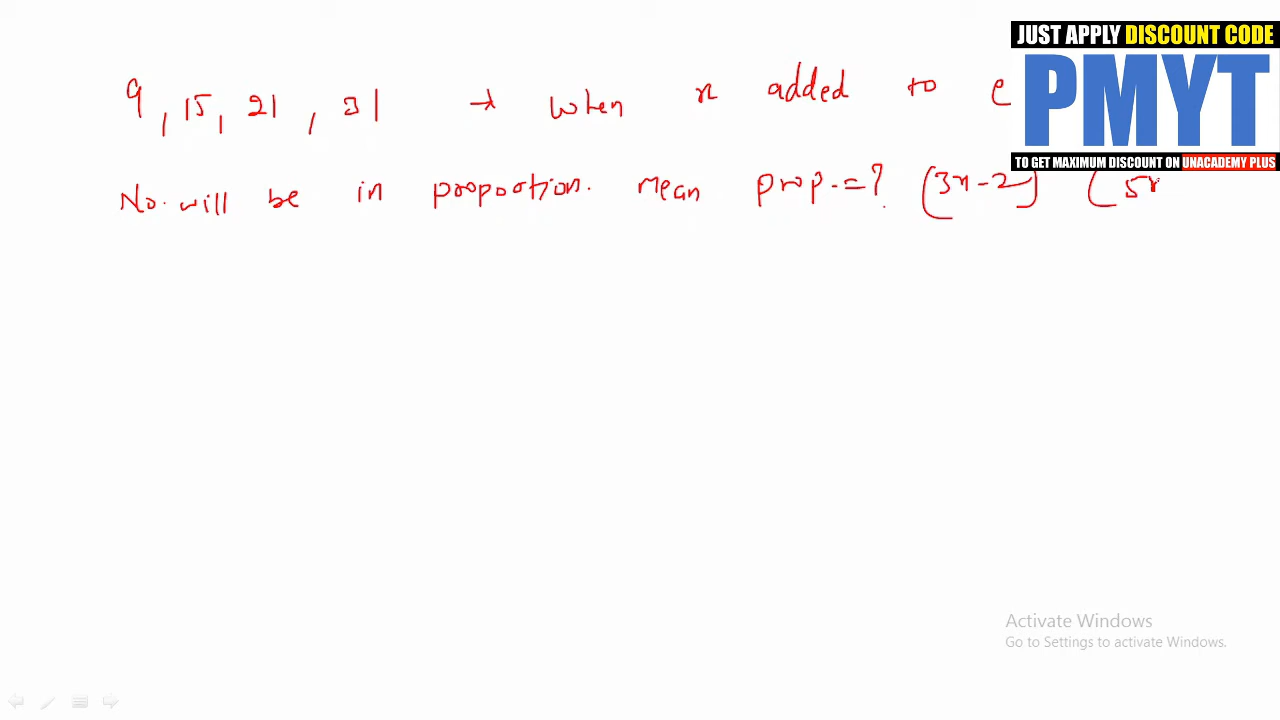 JUST APPLY DISCOUNT CODE
PMYT
TO GET MAXIMUM DISCOUNT ON UNACADEMY PLUS
9, 15, 21, 31 → when x added to e
No. will be in proportion. Mean prop. = ? (3x-2) (5x
Activate Windows
Go to Settings to activate Windows.